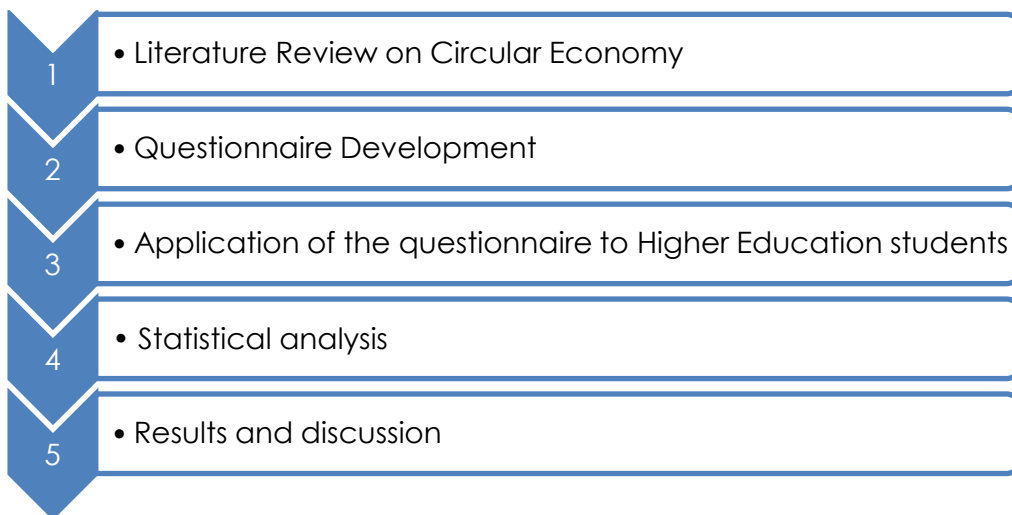 1
• Literature Review on Circular Economy
2
• Questionnaire Development
3
• Application of the questionnaire to Higher Education students
4
• Statistical analysis
5
• Results and discussion